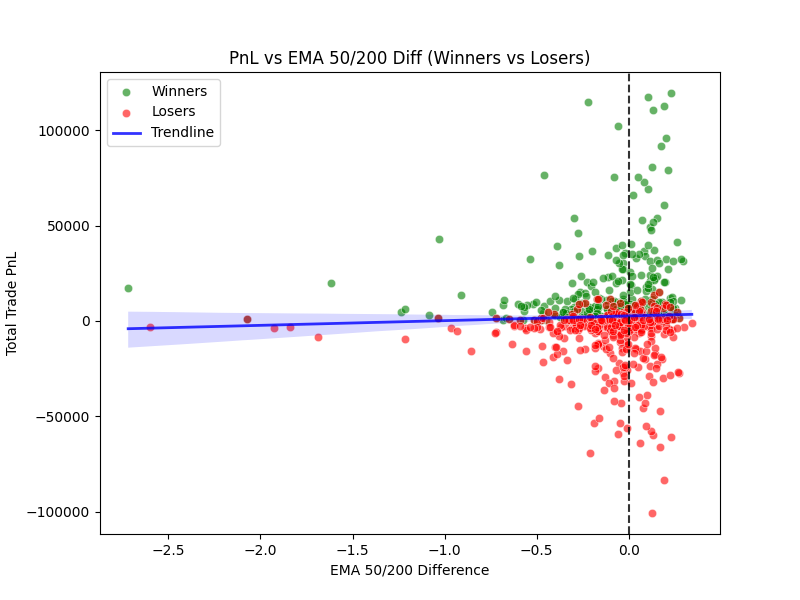 PnL vs EMA 50/200 Diff (Winners vs Losers)
Winners
Losers
Trendline
100000
50000
0
−50000
−100000
Total Trade PnL
−2.5
−2.0
−1.5
−1.0
−0.5
0.0
EMA 50/200 Difference